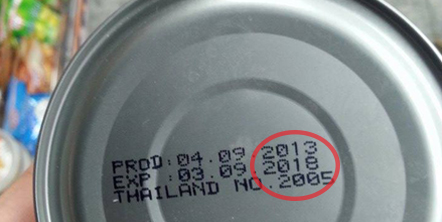 PROD:04.09.2013
EXP :03.09.2018
THAILAND NO.2005